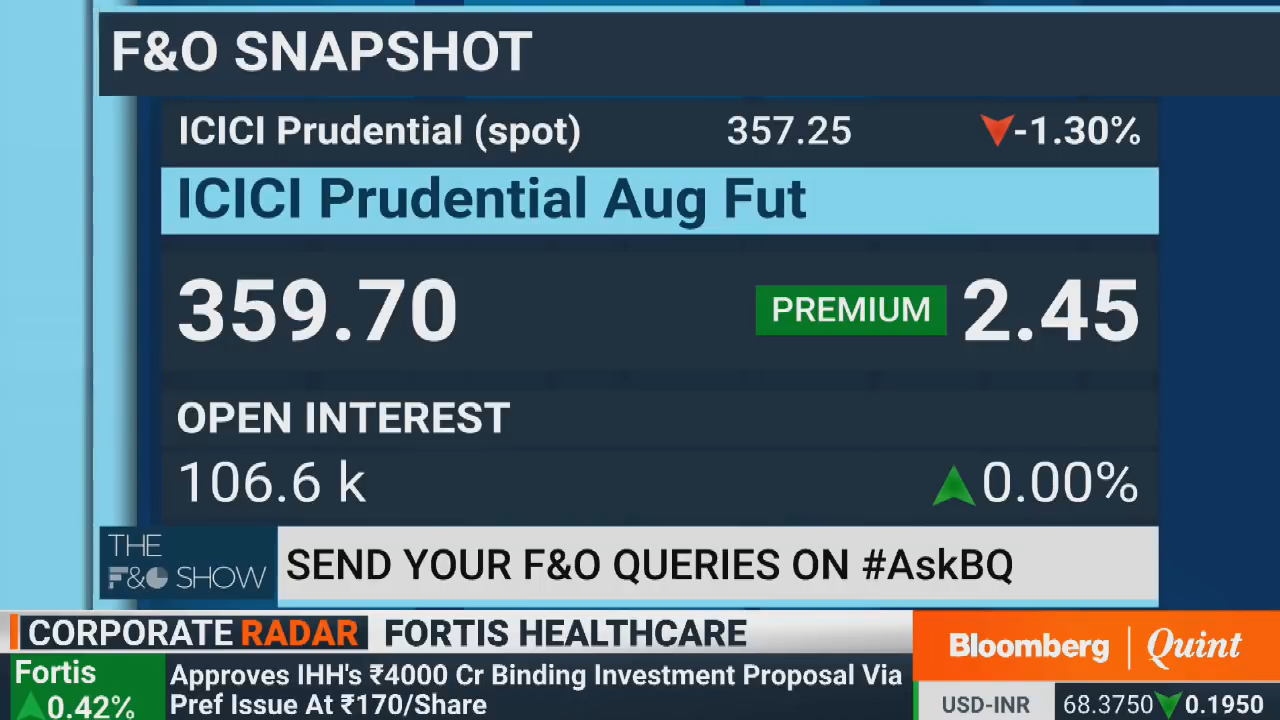 F&O SNAPSHOT
ICICI Prudential (spot) 357.25 -1.30%
ICICI Prudential Aug Fut
359.70 PREMIUM 2.45
OPEN INTEREST
106.6 k 0.00%
THE
F&O SHOW
SEND YOUR F&O QUERIES ON #AskBQ
CORPORATE RADAR FORTIS HEALTHCARE
Fortis
0.42%
Approves IHH's ₹4000 Cr Binding Investment Proposal Via
Pref Issue At ₹170/Share
Bloomberg | Quint
USD-INR 68.3750 0.1950